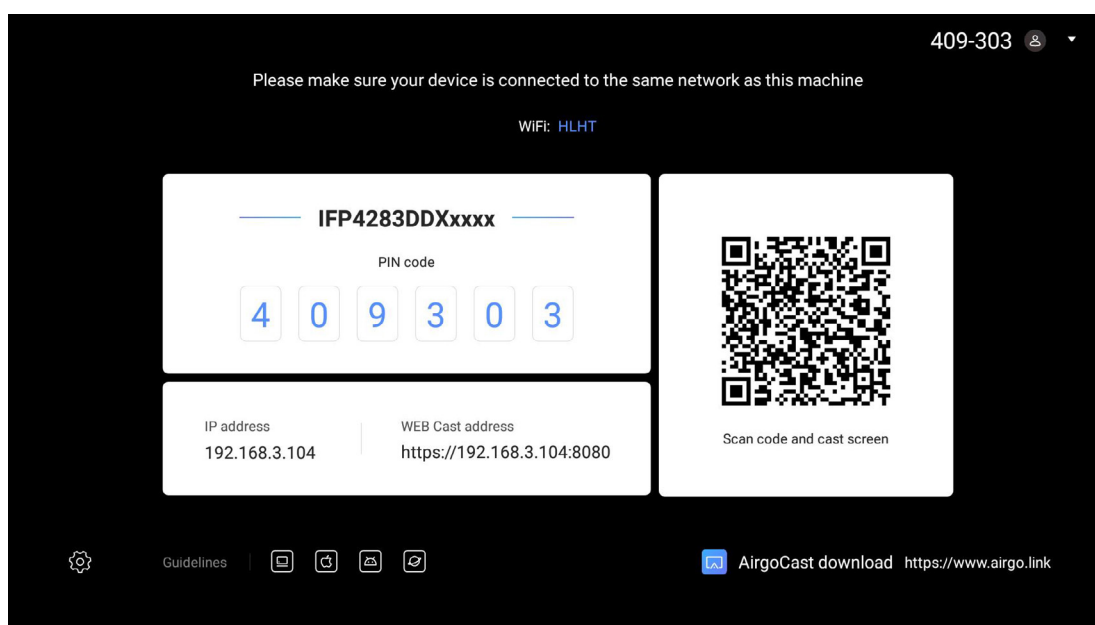 409-303
Please make sure your device is connected to the same network as this machine
WiFi: HLHT
IFP4283DDXxxxx
PIN code
4 0 9 3 0 3
IP address
192.168.3.104
WEB Cast address
https://192.168.3.104:8080
Scan code and cast screen
Guidelines
AirgoCast download https://www.airgo.link